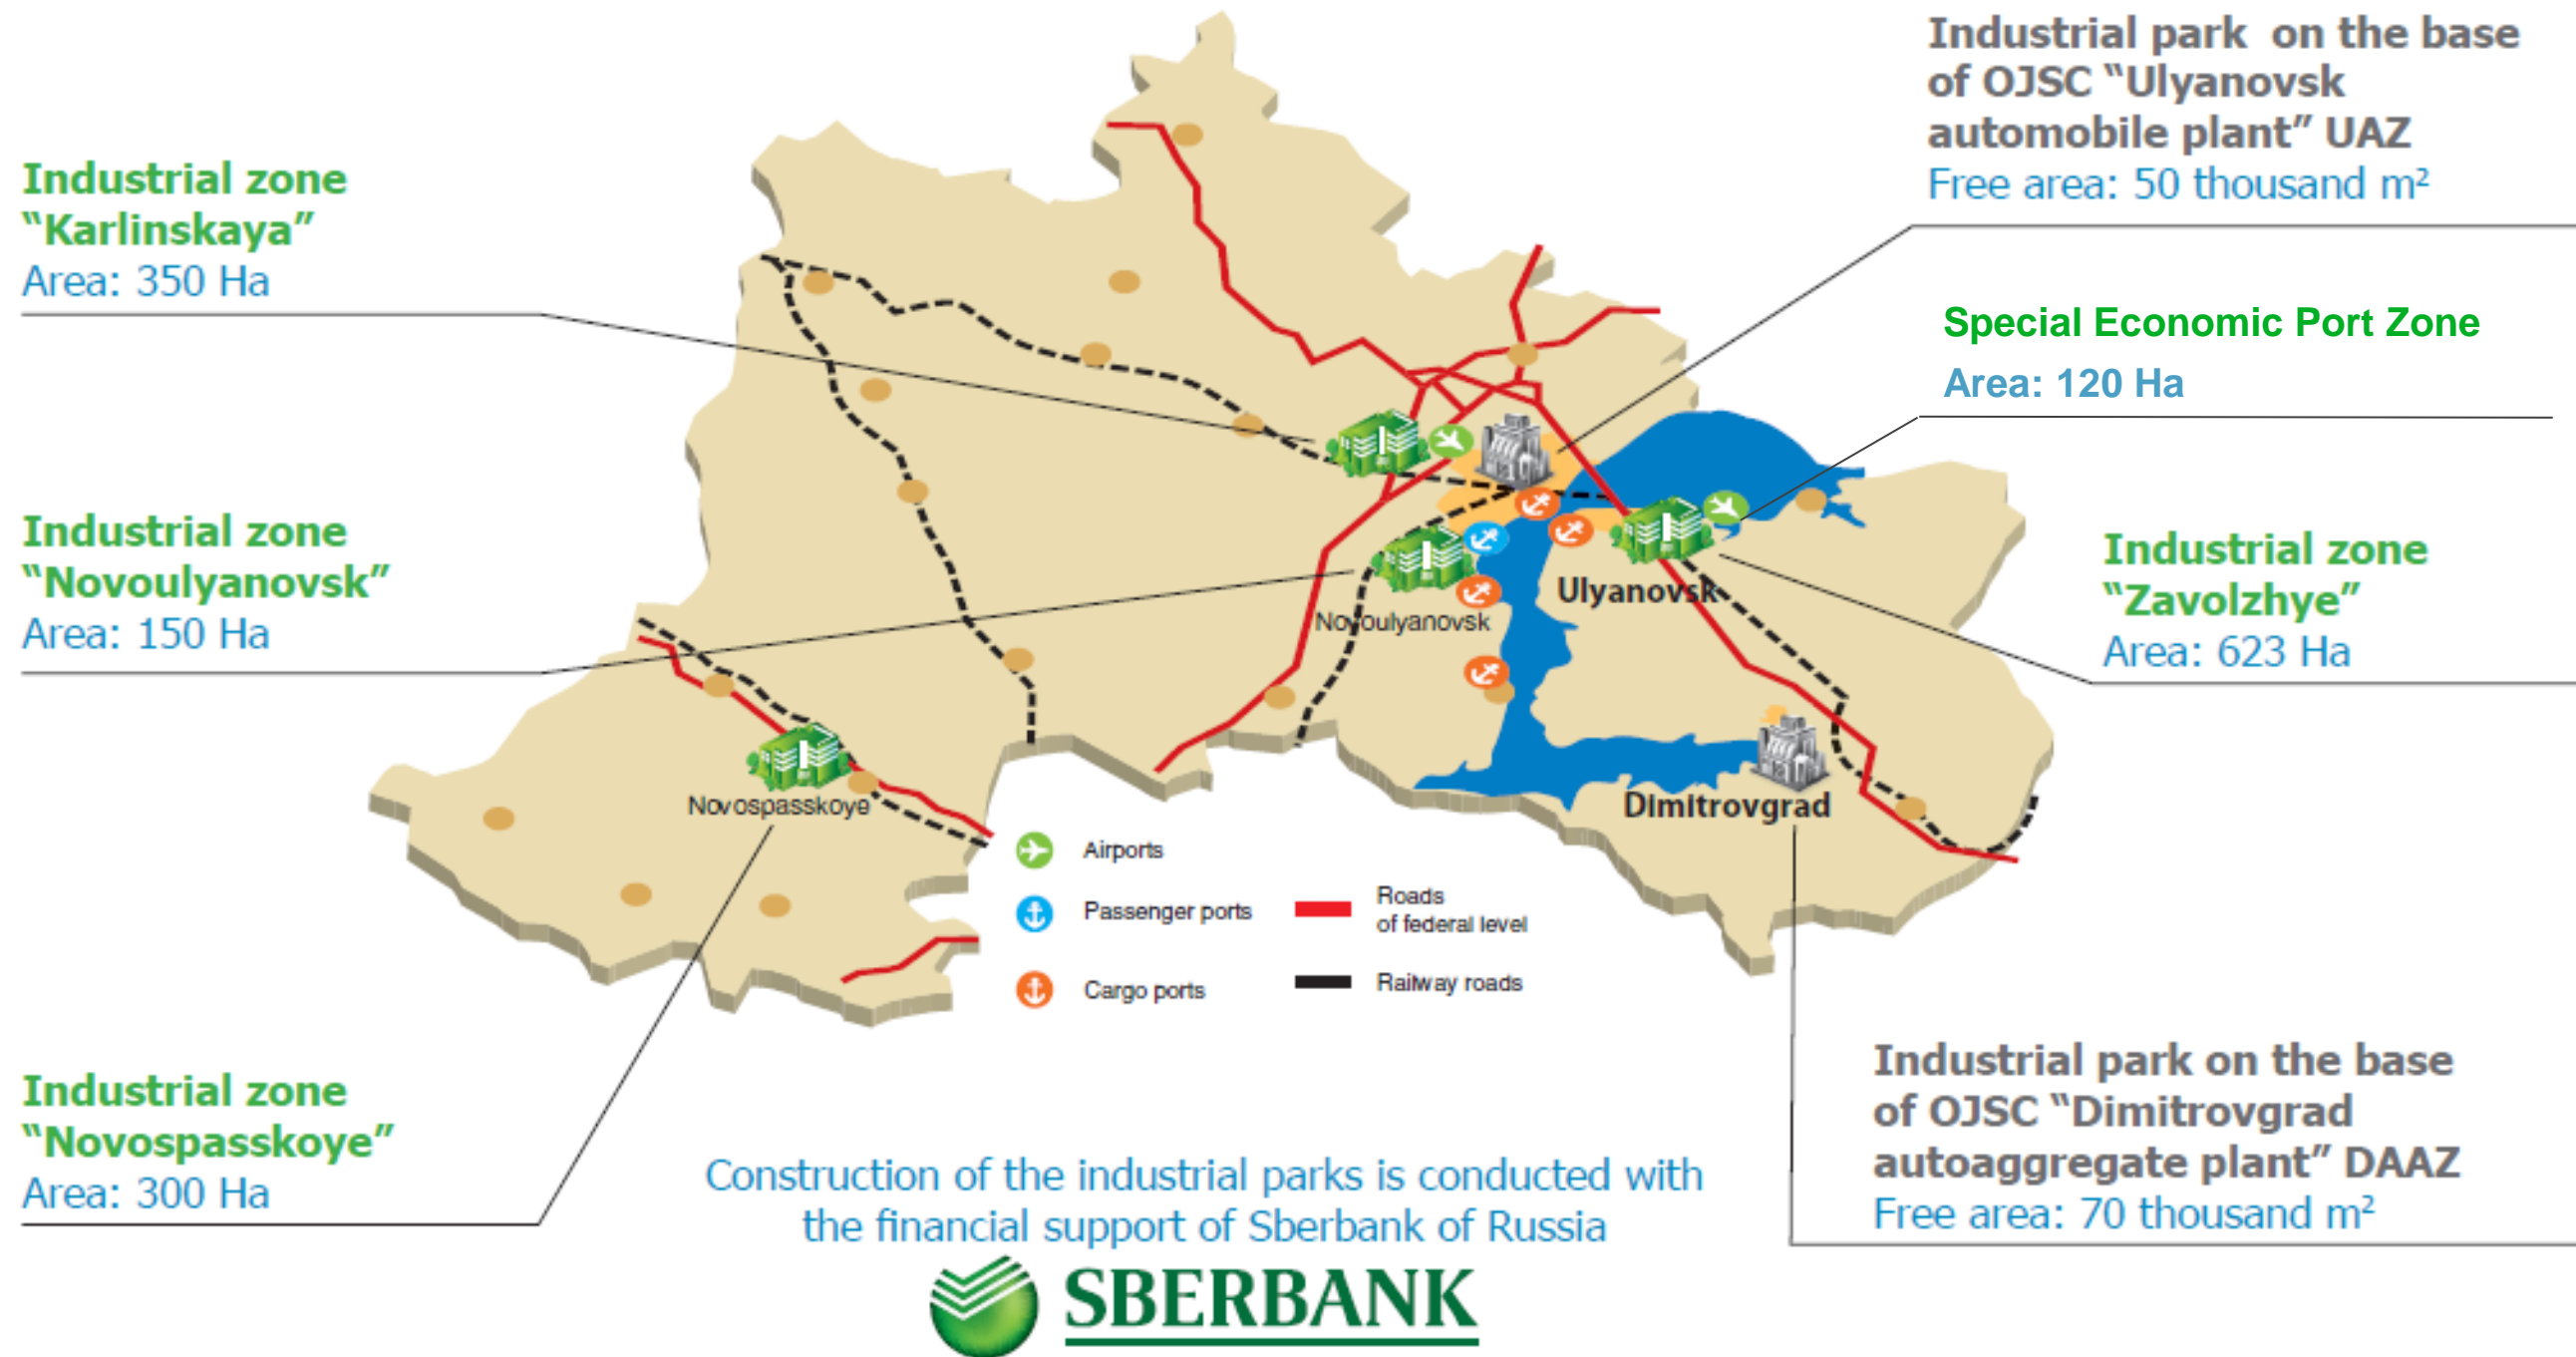 Industrial park  on the base
of OJSC “Ulyanovsk
automobile plant” UAZ
Free area: 50 thousand m²
Industrial zone
“Karlinskaya”
Area: 350 Ha
Special Economic Port Zone
Area: 120 Ha
Industrial zone
“Novoulyanovsk”
Area: 150 Ha
Industrial zone
“Zavolzhye”
Area: 623 Ha
Ulyanovsk
Novoulyanovsk
Novospasskoye
Dimitrovgrad
Airports
Passenger ports
Cargo ports
Roads
of federal level
Railway roads
Industrial zone
“Novospasskoye”
Area: 300 Ha
Industrial park on the base
of OJSC “Dimitrovgrad
autoaggregate plant” DAAZ
Free area: 70 thousand m²
Construction of the industrial parks is conducted with
the financial support of Sberbank of Russia
SBERBANK